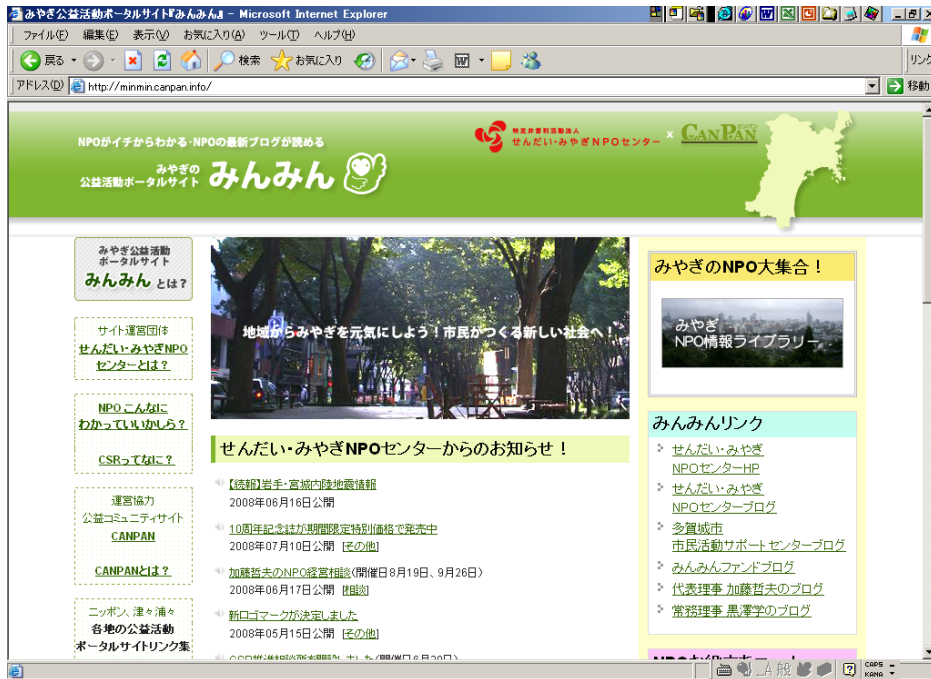 みやぎ公益活動ポータルサイト『みんみん』 - Microsoft Internet Explorer
ファイル(F) 編集(E) 表示(V) お気に入り(A) ツール(T) ヘルプ(H)
戻る 検索 お気に入り リンク
アドレス(D) http://minmin.canpan.info/ 移動
NPOがイチからわかる・NPOの最新ブログが読める
みやぎの
公益活動ポータルサイト みんみん
特定非営利活動法人
せんだい・みやぎNPOセンター × CANPAN
みやぎ公益活動
ポータルサイト
みんみん とは?
サイト運営団体
せんだい・みやぎNPO
センターとは?
NPO こんなに
わかっていいかしら?
CSRってなに?
運営協力
公益コミュニティサイト
CANPAN
CANPANとは?
ニッポン、津々浦々
各地の公益活動
ポータルサイトリンク集
地域からみやぎを元気にしよう!市民がつくる新しい社会へ!
せんだい・みやぎNPOセンターからのお知らせ!
【続報】岩手・宮城内陸地震情報
2008年06月16日公開
10周年記念誌が期間限定特別価格で発売中
2008年07月10日公開 [その他]
加藤哲夫のNPO経営相談(開催日8月19日、9月26日)
2008年06月17日公開 [相談]
新ロゴマークが決定しました
2008年05月15日公開 [その他]
みやぎのNPO大集合!
みやぎ
NPO情報ライブラリー
みんみんリンク
せんだい・みやぎ
NPOセンターHP
せんだい・みやぎ
NPOセンターブログ
多賀城市
市民活動サポートセンターブログ
みんみんファンドブログ
代表理事 加藤哲夫のブログ
常務理事 黒澤学のブログ
A 般 CAPS
KANA